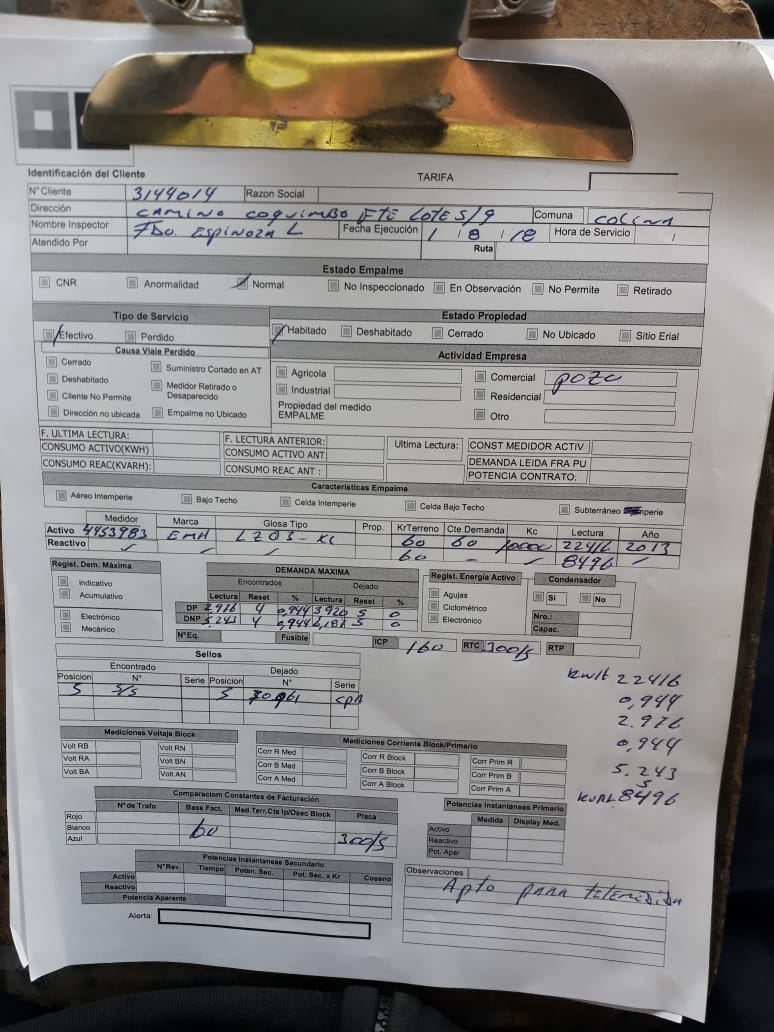 Identificación del Cliente TARIFA
N° Cliente 3144014 Razon Social
Dirección CAMINO COQUIMBO FTE LOTE 5/9 Comuna COLINA
Nombre Inspector FDO. ESPINOZA L Fecha Ejecución 1/8/18 Hora de Servicio
Atendido Por Ruta
Estado Empalme
CNR Anormalidad Normal No Inspeccionado En Observación No Permite Retirado
Tipo de Servicio Estado Propiedad
Efectivo Perdido Habitado Deshabitado Cerrado No Ubicado Sitio Erial
Causa Viaje Perdido Actividad Empresa
Cerrado Suministro Cortado en AT Agricola Comercial pozo
Deshabitado Medidor Retirado o Desaparecido Industrial Residencial
Cliente No Permite Propiedad del medido
Dirección no ubicada Empalme no Ubicado EMPALME Otro
F. ULTIMA LECTURA: F. LECTURA ANTERIOR: Ultima Lectura: CONST MEDIDOR ACTIV
CONSUMO ACTIVO(KWH) CONSUMO ACTIVO ANT: DEMANDA LEIDA FRA PU
CONSUMO REAC(KVARH): CONSUMO REAC ANT : POTENCIA CONTRATO:
Caracteristicas Empalme
Aéreo Intemperie Bajo Techo Celda Intemperie Celda Bajo Techo Subterráneo
Medidor Marca Glosa Tipo Prop. KrTerreno Cte.Demanda Kc Lectura Año
Activo 4453983 EMH LZQJ-XC 60 60 22416 2013
Reactivo 60 8496
Regist. Dem. Máxima DEMANDA MAXIMA Regist. Energía Activo Condensador
Indicativo Encontrados Dejado Agujas Si No
Acumulativo Lectura Reset % Lectura Reset % Ciclométrico
Electrónico DP 2,976 4 0,944 3920 5 0 Electrónico Nro.:
Mecánico DNP 5.243 4 0,944 5 0 Capac.
N°Eq. Fusible ICP 160 RTC 300/5 RTP
Sellos
Encontrado Dejado
Posicion N° Serie Posicion N° Serie
5 S/S 5 CPA
kwh 22416
0,944
2.976
0,944
5.243
5
kVAR 8496
Mediciones Voltaje Block Mediciones Corriente Block/Primario
Volt RB Volt RN Corr R Med Corr R Block Corr Prim R
Volt RA Volt BN Corr B Med Corr B Block Corr Prim B
Volt BA Volt AN Corr A Med Corr A Block Corr Prim A
Comparaciom Constantes de Facturación Potencias Instantaneas Primario
N°de Trafo Base Fact. Med.Terr.Cts Ip/Osec Block Placa Medida Display Med.
Rojo Activo
Blanco 60 Reactivo
Azul 300/5 Pot. Apar
Potencias Instantaneas Secundario
N°Rev. Tiempo Poten. Sec. Pot. Sec. x Kr Coseno
Activo
Reactivo
Potencia Aparente
Alerta:
Observaciones
Apto para telemedición